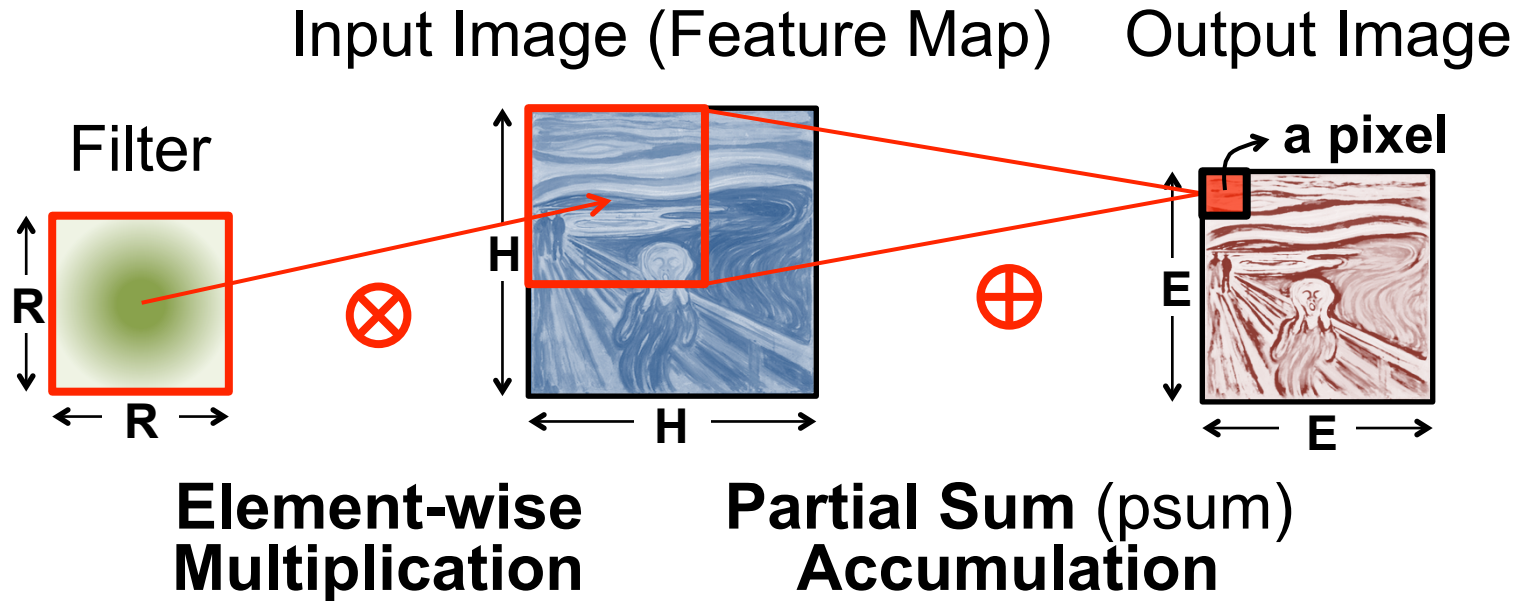 Input Image (Feature Map)
Output Image
Filter
a pixel
R
R
H
H
E
E
Element-wise
Multiplication
Partial Sum (psum)
Accumulation